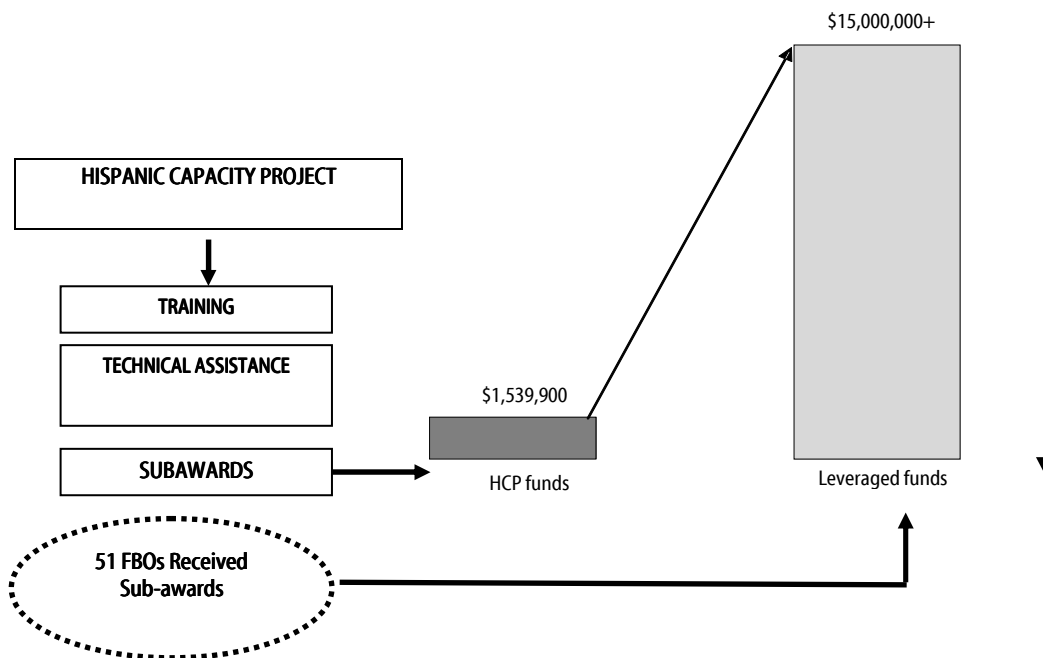 $15,000,000+
HISPANIC CAPACITY PROJECT
TRAINING
TECHNICAL ASSISTANCE
$1,539,900
SUBAWARDS
HCP funds
Leveraged funds
51 FBOs Received
Sub-awards